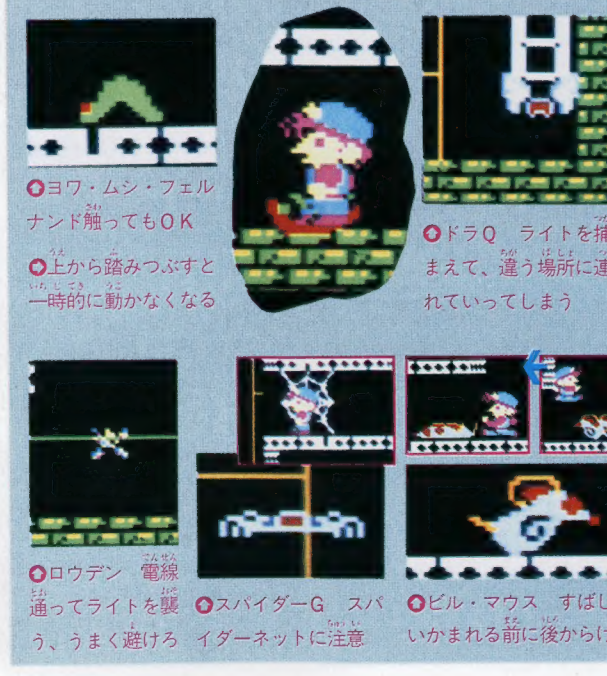 ➲ヨワ・ムシ・フェル
ナンド触ってもOK
➲上から踏みつぶすと
一時的に動かなくなる
➲ドラQ ライトを捕
まえて、違う場所に連
れていってしまう
➲ロウデン 電線
通ってライトを襲
う、うまく避けろ
➲スパイダーG スパ
イダーネットに注意
➲ビル・マウス すばし
いかまれる前に後からけ